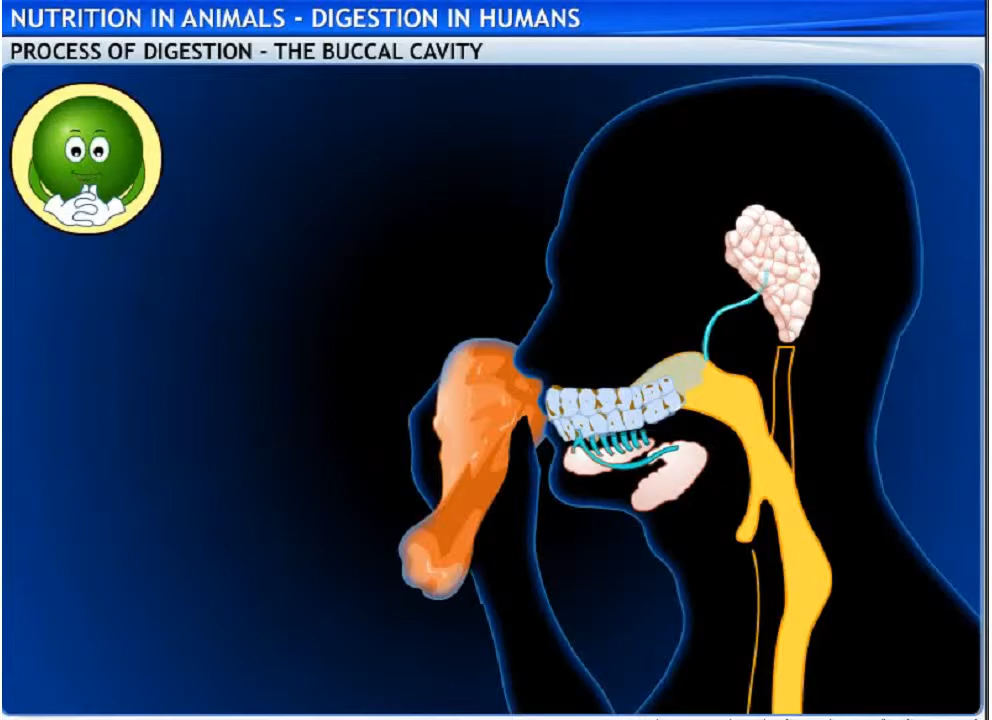 NUTRITION IN ANIMALS - DIGESTION IN HUMANS
PROCESS OF DIGESTION - THE BUCCAL CAVITY